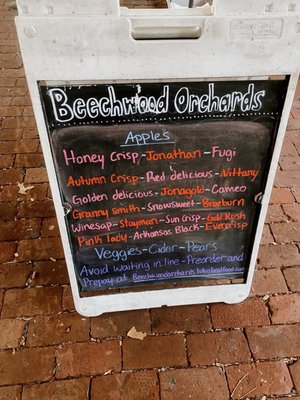 Beechwood Orchards
Apples
Honey Crisp-Jonathan-Fugi
Autumn Crisp-Red delicious-Nittany
Golden delicious-Jonagold-Cameo
Granny Smith-Snowsweet-Braeburn
Winesap-Stayman-Sun crisp-Gold Rush
Pink Lady-Arkansas Black-Evercrisp
Veggies-Cider-Pears
Avoid waiting in line-Preorder and
Prepay at Beechwoodorchards.localfood.com